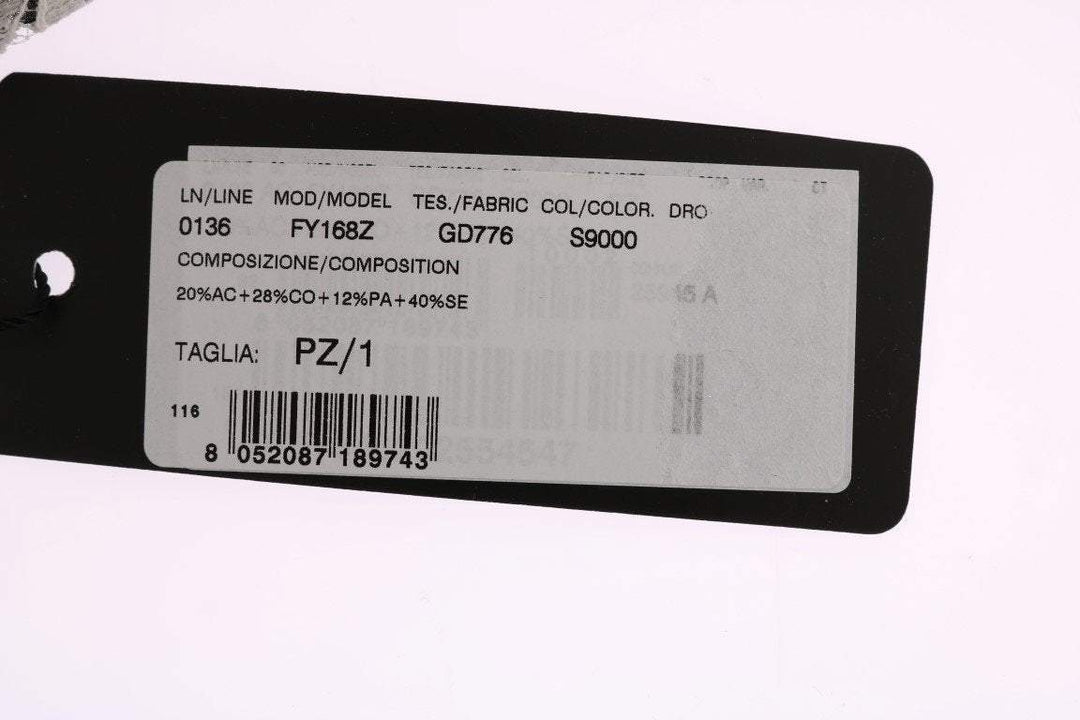 LN/LINE MOD/MODEL TES./FABRIC COL/COLOR. DRO
0136 FY168Z GD776 S9000
COMPOSIZIONE/COMPOSITION
20%AC+28%CO+12%PA+40%SE
TAGLIA: PZ/1
116
8 052087 189743